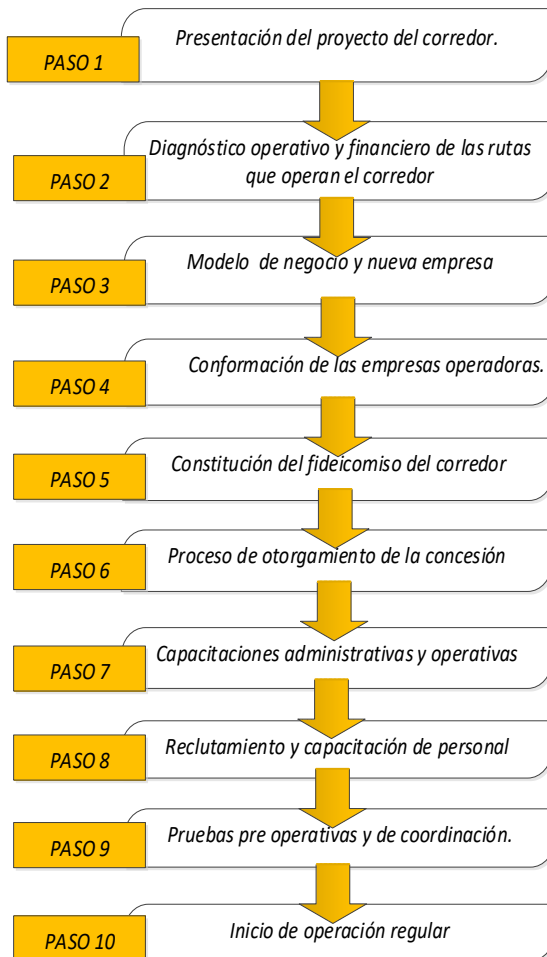 Presentación del proyecto del corredor.
PASO 1
Diagnóstico operativo y financiero de las rutas
que operan el corredor
PASO 2
Modelo de negocio y nueva empresa
PASO 3
Conformación de las empresas operadoras.
PASO 4
Constitución del fideicomiso del corredor
PASO 5
Proceso de otorgamiento de la concesión
PASO 6
Capacitaciones administrativas y operativas
PASO 7
Reclutamiento y capacitación de personal
PASO 8
Pruebas pre operativas y de coordinación.
PASO 9
Inicio de operación regular
PASO 10